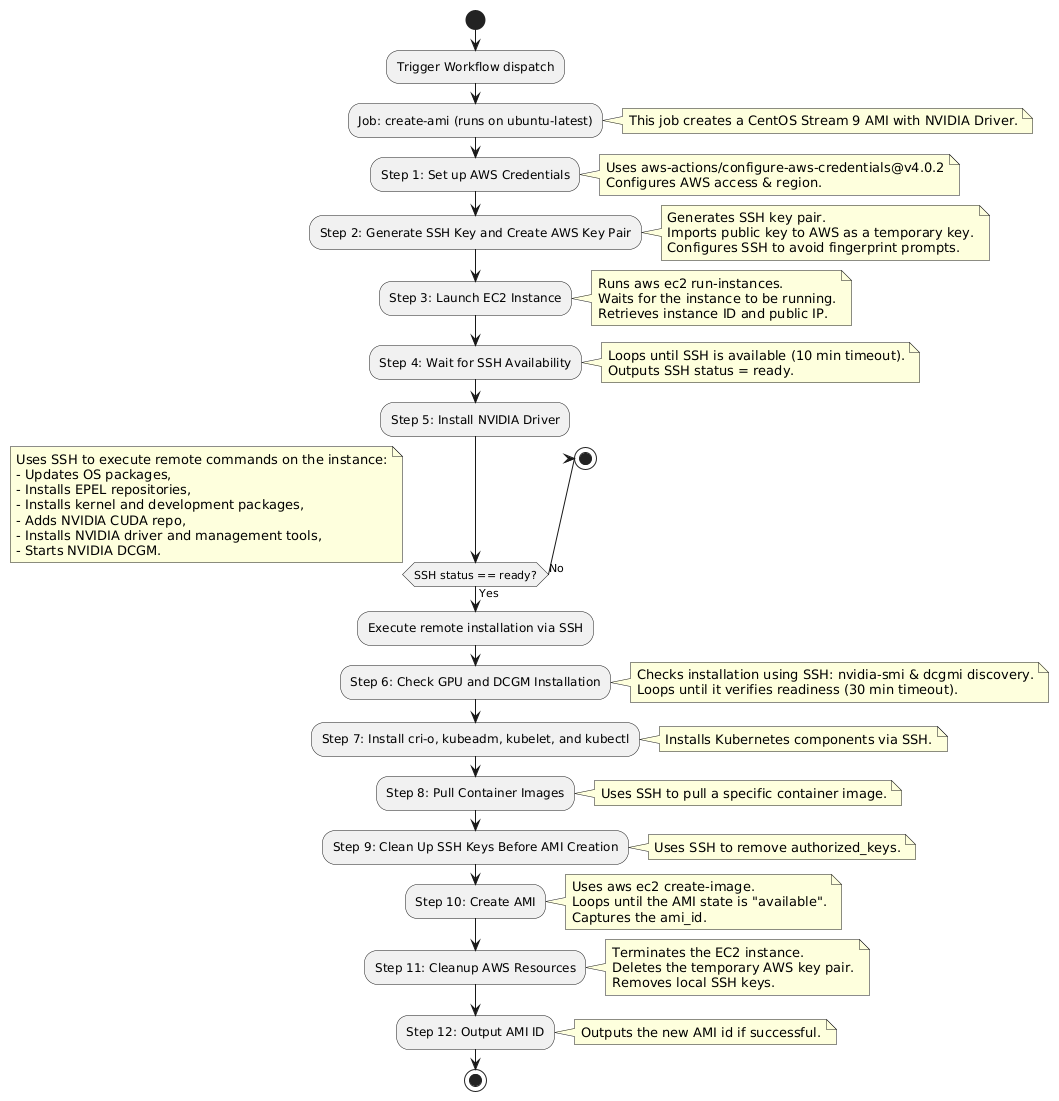 Trigger Workflow dispatch
Job: create-ami (runs on ubuntu-latest)
This job creates a CentOS Stream 9 AMI with NVIDIA Driver.
Step 1: Set up AWS Credentials
Uses aws-actions/configure-aws-credentials@v4.0.2
Configures AWS access & region.
Step 2: Generate SSH Key and Create AWS Key Pair
Generates SSH key pair.
Imports public key to AWS as a temporary key.
Configures SSH to avoid fingerprint prompts.
Step 3: Launch EC2 Instance
Runs aws ec2 run-instances.
Waits for the instance to be running.
Retrieves instance ID and public IP.
Step 4: Wait for SSH Availability
Loops until SSH is available (10 min timeout).
Outputs SSH status = ready.
Step 5: Install NVIDIA Driver
Uses SSH to execute remote commands on the instance:
- Updates OS packages,
- Installs EPEL repositories,
- Installs kernel and development packages,
- Adds NVIDIA CUDA repo,
- Installs NVIDIA driver and management tools,
- Starts NVIDIA DCGM.
SSH status == ready?
No
Yes
Execute remote installation via SSH
Step 6: Check GPU and DCGM Installation
Checks installation using SSH: nvidia-smi & dcgmi discovery.
Loops until it verifies readiness (30 min timeout).
Step 7: Install cri-o, kubeadm, kubelet, and kubectl
Installs Kubernetes components via SSH.
Step 8: Pull Container Images
Uses SSH to pull a specific container image.
Step 9: Clean Up SSH Keys Before AMI Creation
Uses SSH to remove authorized_keys.
Step 10: Create AMI
Uses aws ec2 create-image.
Loops until the AMI state is "available".
Captures the ami_id.
Step 11: Cleanup AWS Resources
Terminates the EC2 instance.
Deletes the temporary AWS key pair.
Removes local SSH keys.
Step 12: Output AMI ID
Outputs the new AMI id if successful.